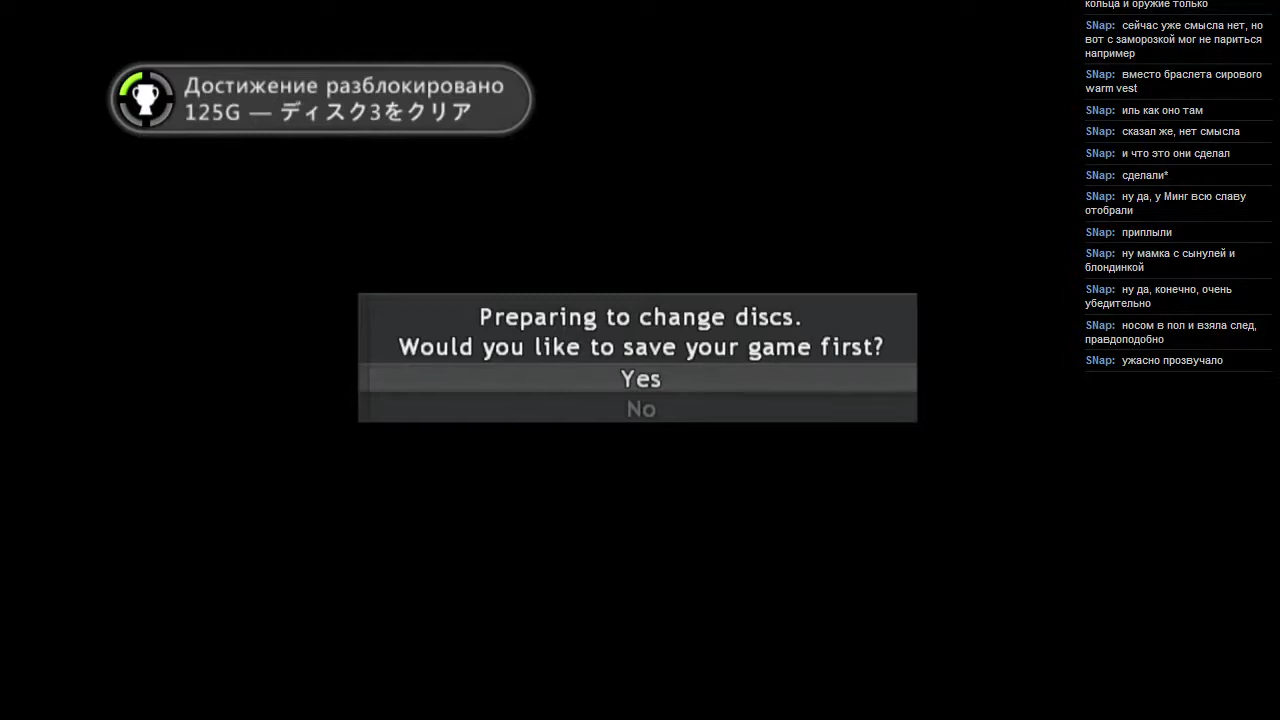 Достижение разблокировано
125G — ディスク3をクリア
Preparing to change discs.
Would you like to save your game first?
Yes
No
кольца и оружие только
SNap: сейчас уже смысла нет, но
вот с заморозкой мог не париться
например
SNap: вместо браслета сирового
warm vest
SNap: иль как оно там
SNap: сказал же, нет смысла
SNap: и что это они сделал
SNap: сделали*
SNap: ну да, у Минг всю славу
отобрали
SNap: приплыли
SNap: ну мамка с сынулей и
блондинкой
SNap: ну да, конечно, очень
убедительно
SNap: носом в пол и взяла след,
правдоподобно
SNap: ужасно прозвучало